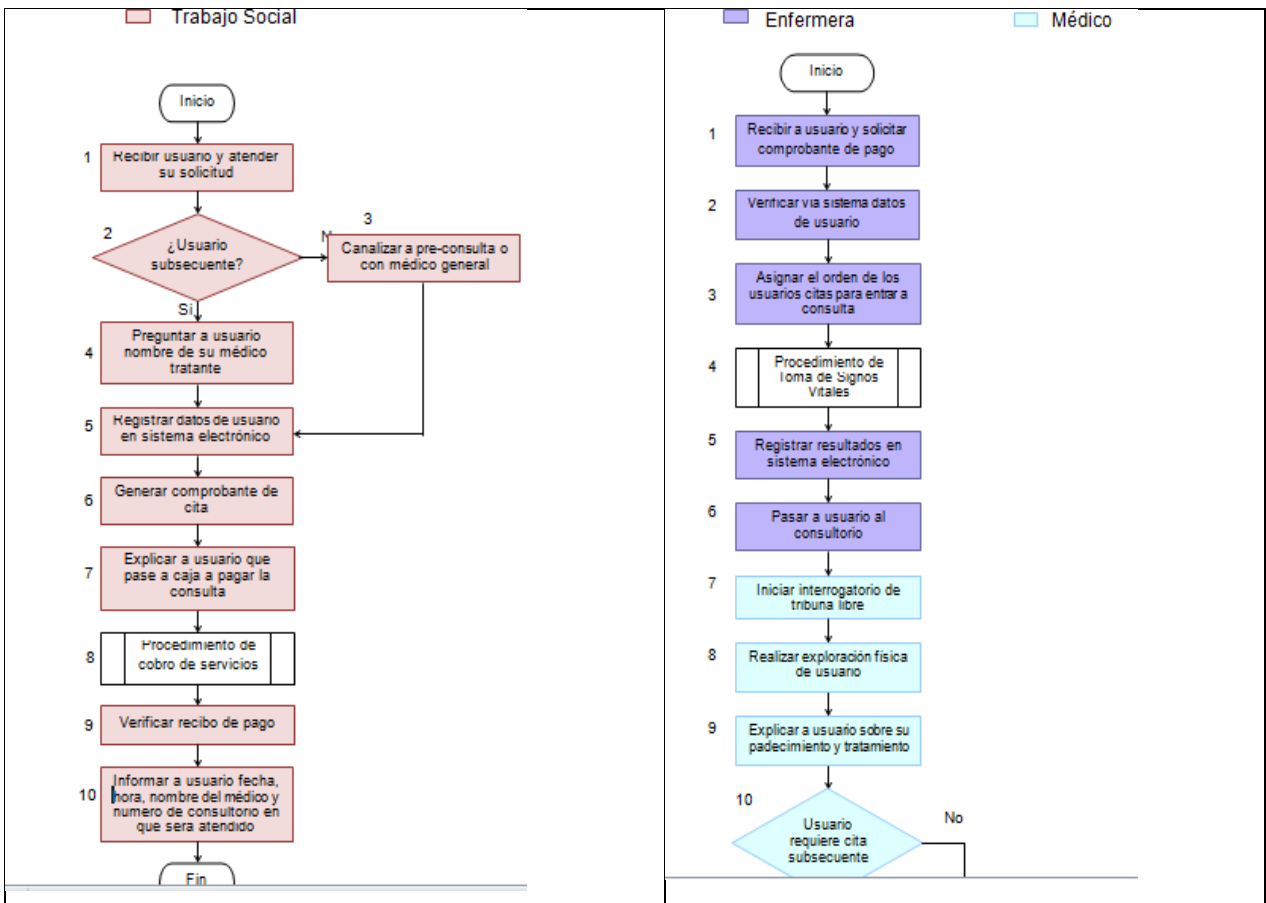 Trabajo Social
Inicio
1
Recibir usuario y atender
su solicitud
2
¿Usuario
subsecuente?
N
3
Canalizar a pre-consulta o
con médico general
Si
4
Preguntar a usuario
nombre de su médico
tratante
5
Registrar datos de usuario
en sistema electrónico
6
Generar comprobante de
cita
7
Explicar a usuario que
pase a caja a pagar la
consulta
8
Procedimiento de
cobro de servicios
9
Verificar recibo de pago
10
Informar a usuario fecha,
hora, nombre del médico y
numero de consultorio en
que sera atendido
Fin
Enfermera
Médico
Inicio
1
Recibir a usuario y solicitar
comprobante de pago
2
Verificar via sistema datos
de usuario
3
Asignar el orden de los
usuarios citas para entrar a
consulta
4
Procedimiento de
Toma de Signos
Vitales
5
Registrar resultados en
sistema electrónico
6
Pasar a usuario al
consultorio
7
Iniciar interrogatorio de
tribuna libre
8
Realizar exploración física
de usuario
9
Explicar a usuario sobre su
padecimiento y tratamiento
10
Usuario
requiere cita
subsecuente
No